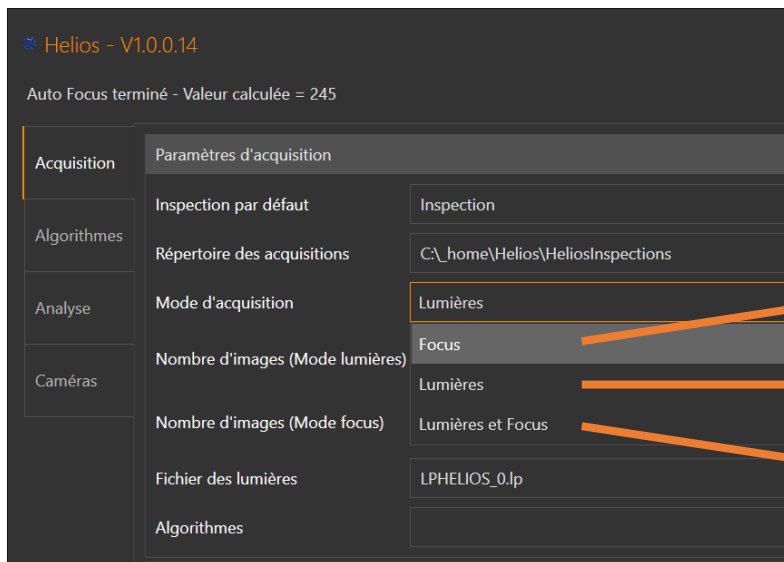 Helios - V1.0.0.14
Auto Focus terminé - Valeur calculée = 245
Acquisition
Algorithmes
Analyse
Caméras
Paramètres d'acquisition
Inspection par défaut Inspection
Répertoire des acquisitions C:\_home\Helios\HeliosInspections
Mode d'acquisition Lumières
Focus
Nombre d'images (Mode lumières)
Lumières
Nombre d'images (Mode focus) Lumières et Focus
Fichier des lumières LPHELIOS_0.lp
Algorithmes